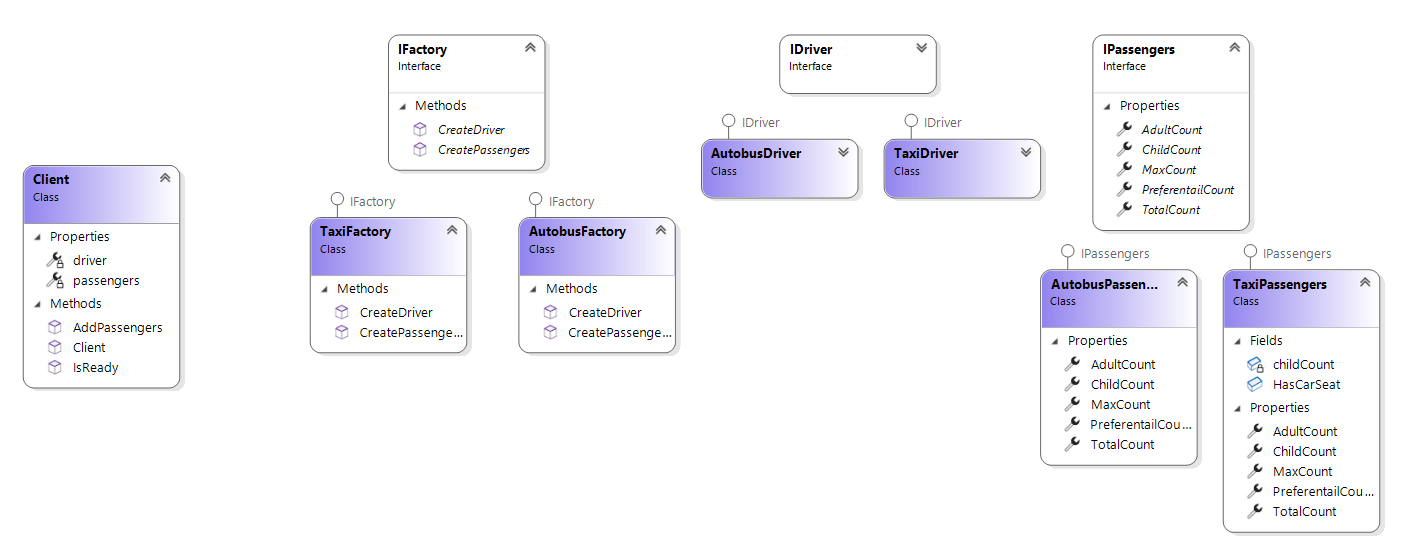 Client
Class
Properties
driver
passengers
Methods
AddPassengers
Client
IsReady
IFactory
Interface
Methods
CreateDriver
CreatePassengers
IFactory
TaxiFactory
Class
Methods
CreateDriver
CreatePassenge...
IFactory
AutobusFactory
Class
Methods
CreateDriver
CreatePassenge...
IDriver
Interface
IDriver
AutobusDriver
Class
IDriver
TaxiDriver
Class
IPassengers
Interface
Properties
AdultCount
ChildCount
MaxCount
PreferentailCount
TotalCount
IPassengers
AutobusPassen...
Class
Properties
AdultCount
ChildCount
MaxCount
PreferentailCou...
TotalCount
IPassengers
TaxiPassengers
Class
Fields
childCount
HasCarSeat
Properties
AdultCount
ChildCount
MaxCount
PreferentailCou...
TotalCount